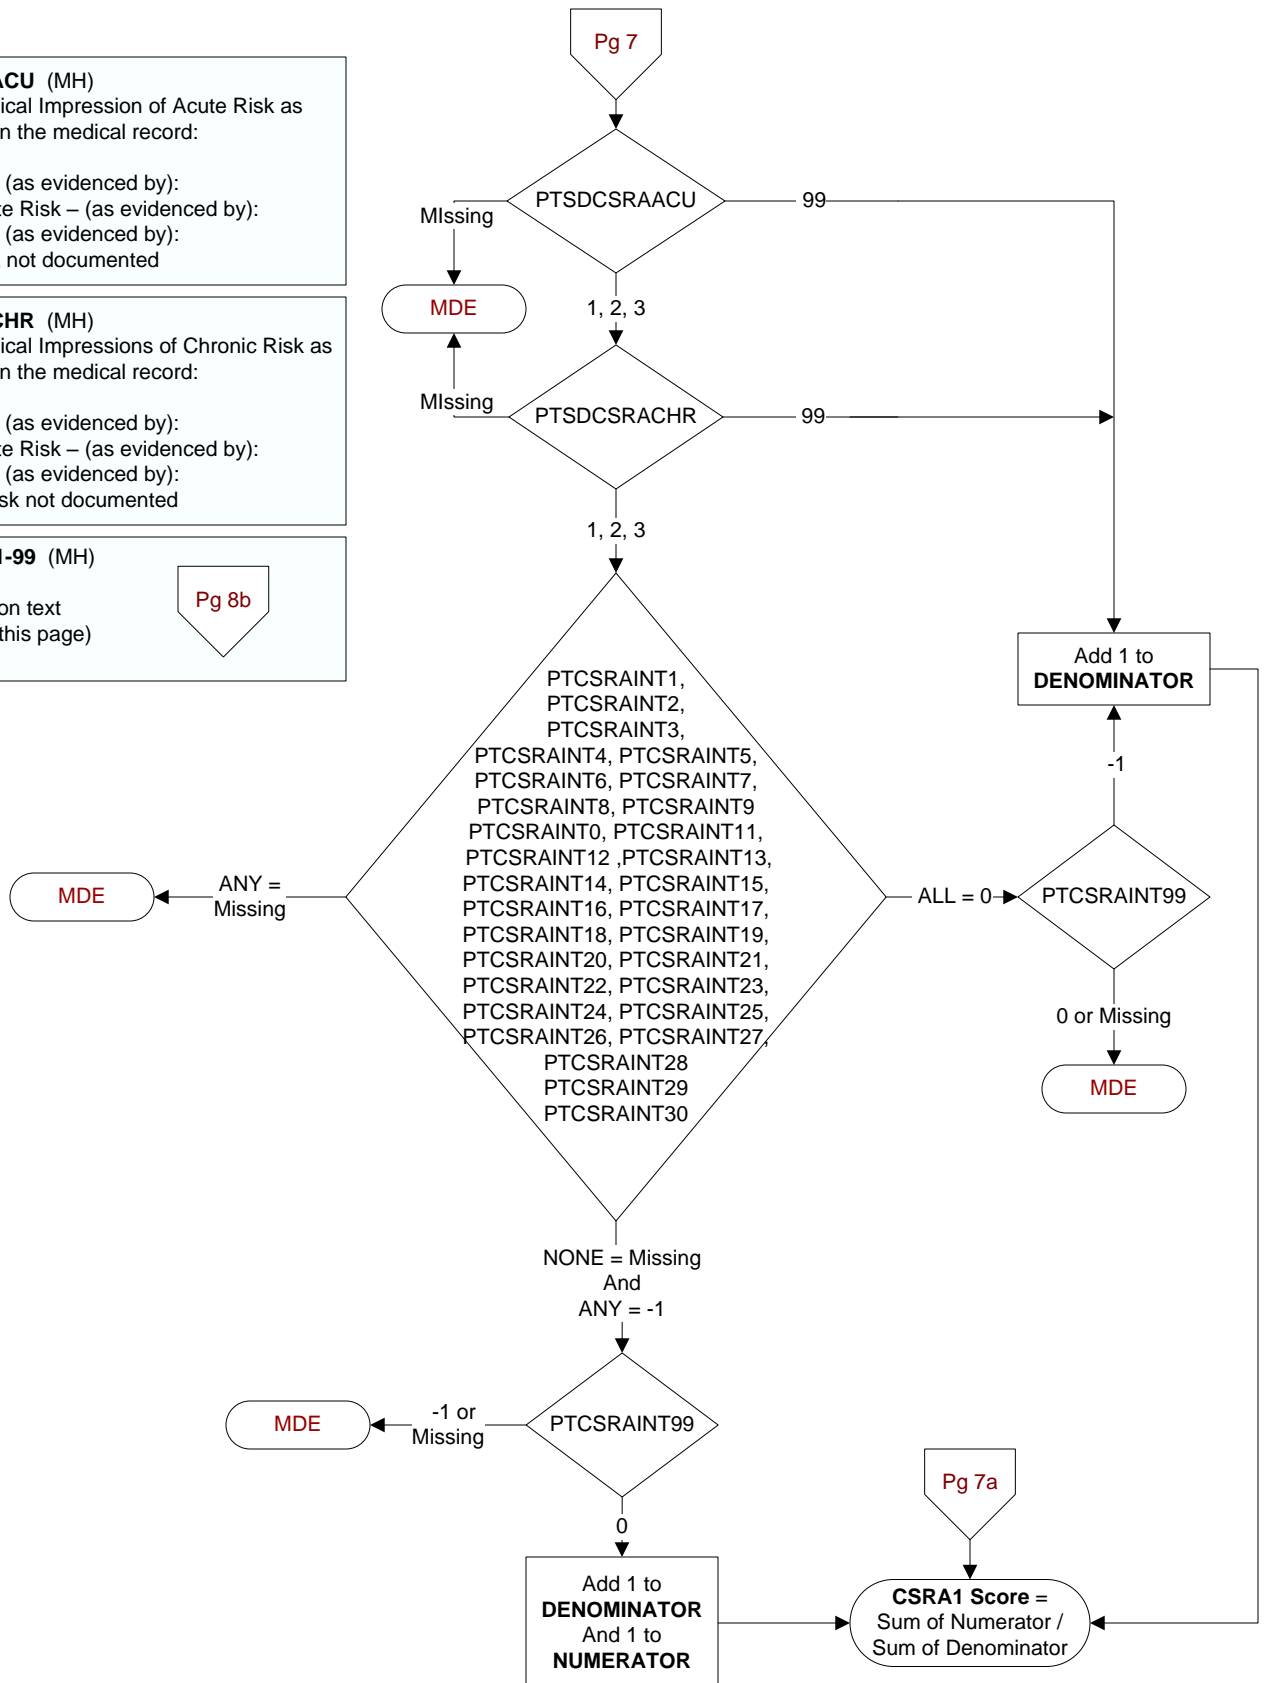 Pg 7
ACU (MH)
ical Impression of Acute Risk as
n the medical record:
(as evidenced by):
te Risk – (as evidenced by):
(as evidenced by):
not documented
PTSDCSRAACU
99
MIssing
MDE
1, 2, 3
CHR (MH)
ical Impressions of Chronic Risk as
n the medical record:
(as evidenced by):
te Risk – (as evidenced by):
(as evidenced by):
sk not documented
MIssing
PTSDCSRACHR
99
1, 2, 3
1-99 (MH)
on text
this page)
Pg 8b
Add 1 to
DENOMINATOR
PTCSRAINT1,
PTCSRAINT2,
PTCSRAINT3,
PTCSRAINT4, PTCSRAINT5,
PTCSRAINT6, PTCSRAINT7,
PTCSRAINT8, PTCSRAINT9
PTCSRAINT0, PTCSRAINT11,
PTCSRAINT12 ,PTCSRAINT13,
PTCSRAINT14, PTCSRAINT15,
PTCSRAINT16, PTCSRAINT17,
PTCSRAINT18, PTCSRAINT19,
PTCSRAINT20, PTCSRAINT21,
PTCSRAINT22, PTCSRAINT23,
PTCSRAINT24, PTCSRAINT25,
PTCSRAINT26, PTCSRAINT27,
PTCSRAINT28
PTCSRAINT29
PTCSRAINT30
-1
MDE
ANY =
Missing
ALL = 0
PTCSRAINT99
0 or Missing
MDE
NONE = Missing
And
ANY = -1
MDE
-1 or
Missing
PTCSRAINT99
0
Pg 7a
Add 1 to
DENOMINATOR
And 1 to
NUMERATOR
CSRA1 Score =
Sum of Numerator /
Sum of Denominator